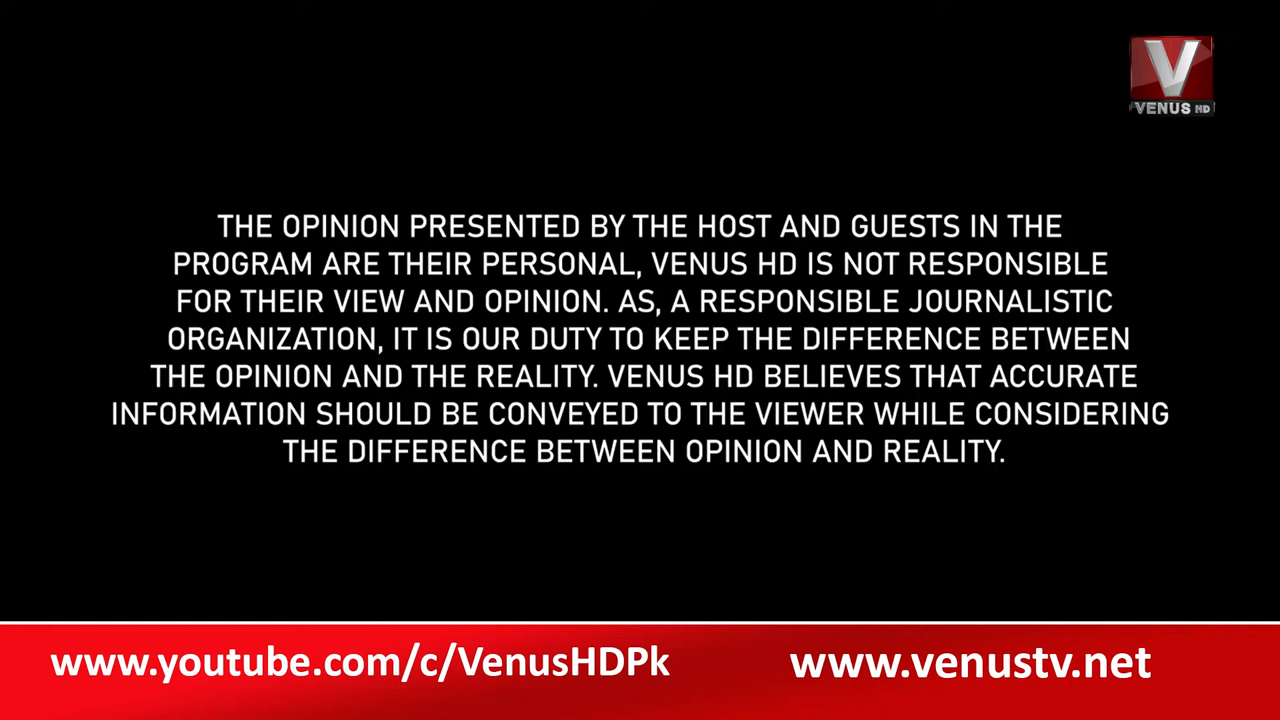 V
VENUS HD
THE OPINION PRESENTED BY THE HOST AND GUESTS IN THE
PROGRAM ARE THEIR PERSONAL, VENUS HD IS NOT RESPONSIBLE
FOR THEIR VIEW AND OPINION. AS, A RESPONSIBLE JOURNALISTIC
ORGANIZATION, IT IS OUR DUTY TO KEEP THE DIFFERENCE BETWEEN
THE OPINION AND THE REALITY. VENUS HD BELIEVES THAT ACCURATE
INFORMATION SHOULD BE CONVEYED TO THE VIEWER WHILE CONSIDERING
THE DIFFERENCE BETWEEN OPINION AND REALITY.
www.youtube.com/c/VenusHDPk
www.venustv.net